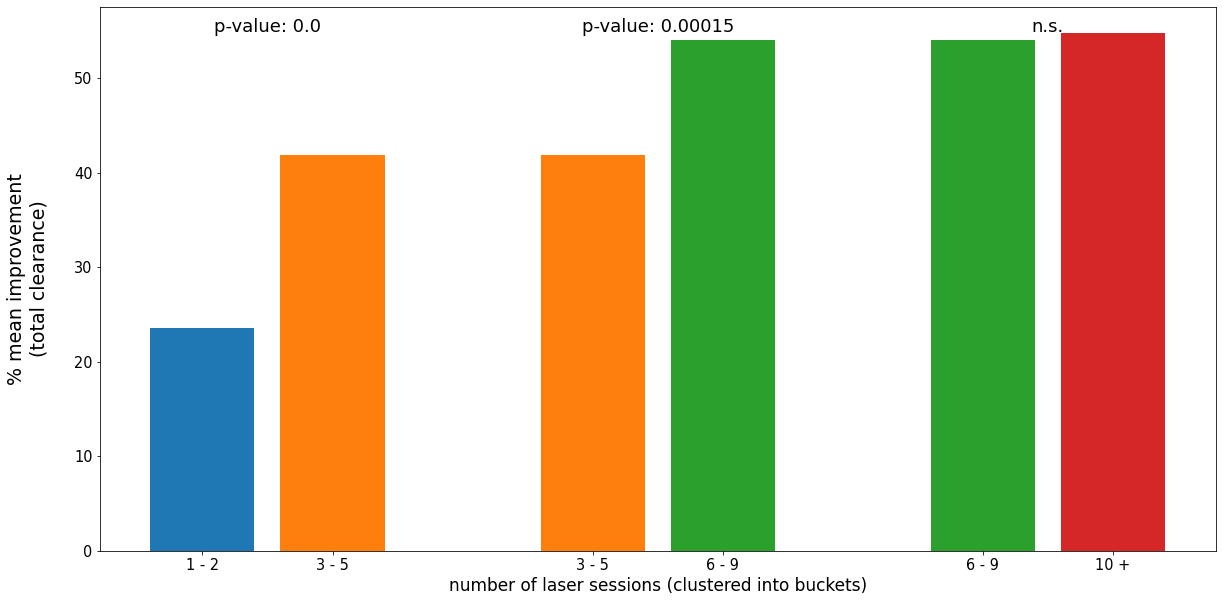 p-value: 0.0
p-value: 0.00015
n.s.
50
40
30
20
10
0
% mean improvement
(total clearance)
1 - 2
3 - 5
3 - 5
6 - 9
6 - 9
10 +
number of laser sessions (clustered into buckets)